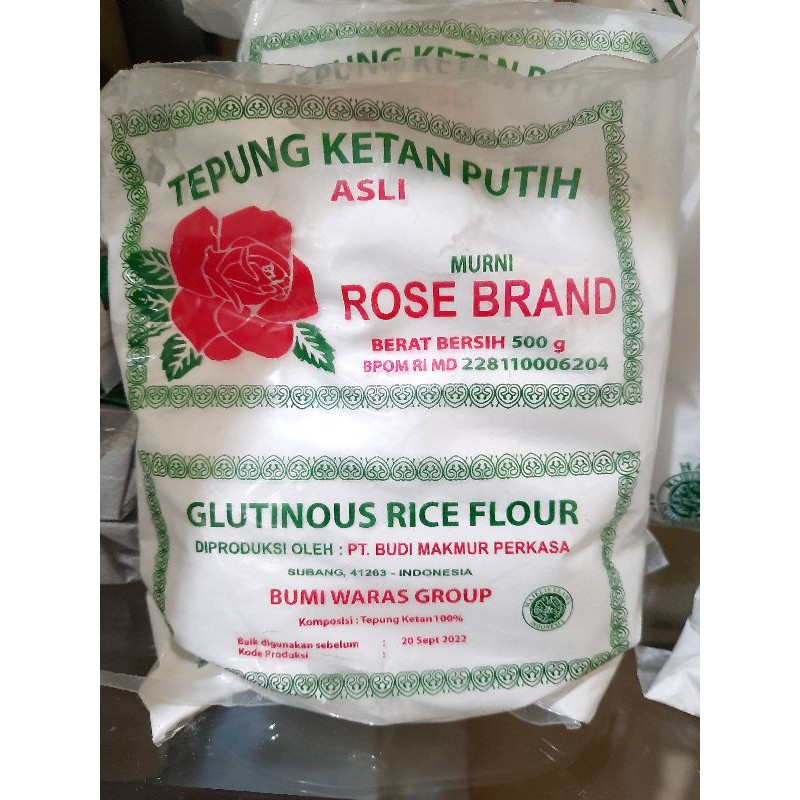 TEPUNG KETAN PUTIH
ASLI
MURNI
ROSE BRAND
BERAT BERSIH 500 g
BPOM RI MD 228110006204
GLUTINOUS RICE FLOUR
DIPRODUKSI OLEH : PT. BUDI MAKMUR PERKASA
SUBANG, 41263 - INDONESIA
BUMI WARAS GROUP
Komposisi : Tepung Ketan 100%
Baik digunakan sebelum : 20 Sept 2022
Kode Produksi :